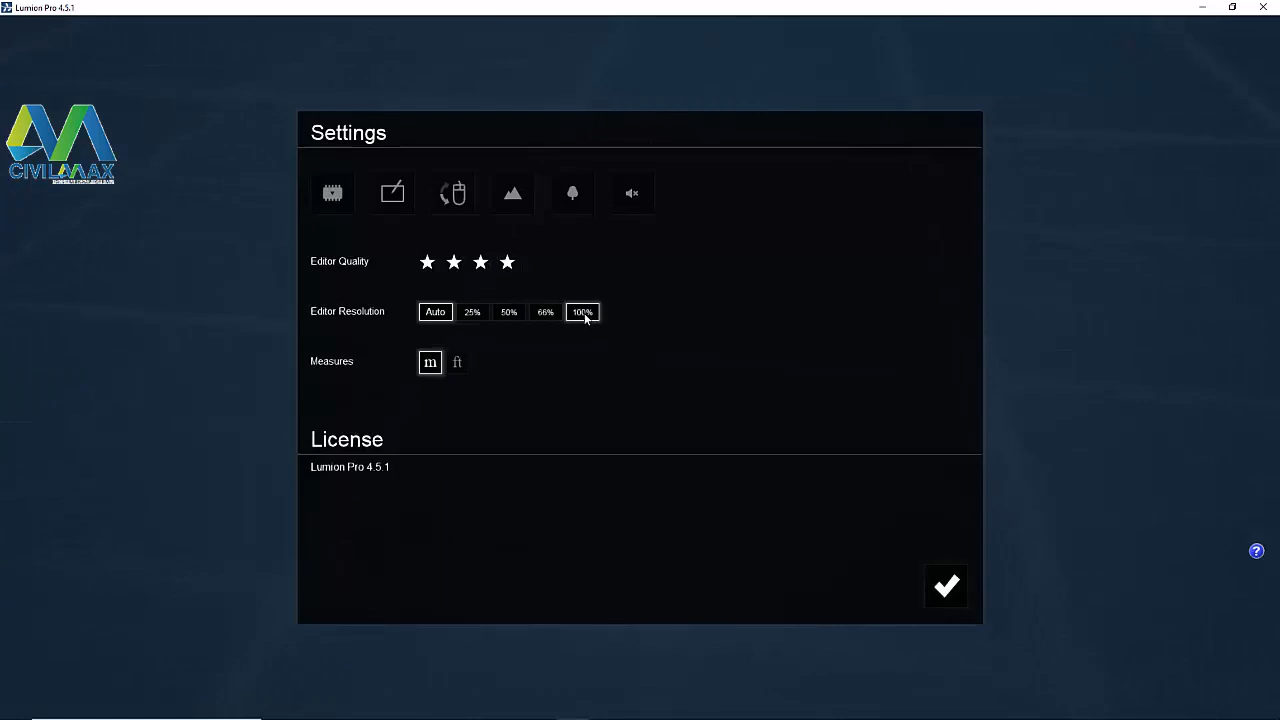 Lumion Pro 4.5.1
CIVILMAX
Settings
Editor Quality
Editor Resolution Auto 25% 50% 66% 100%
Measures m ft
License
Lumion Pro 4.5.1
?